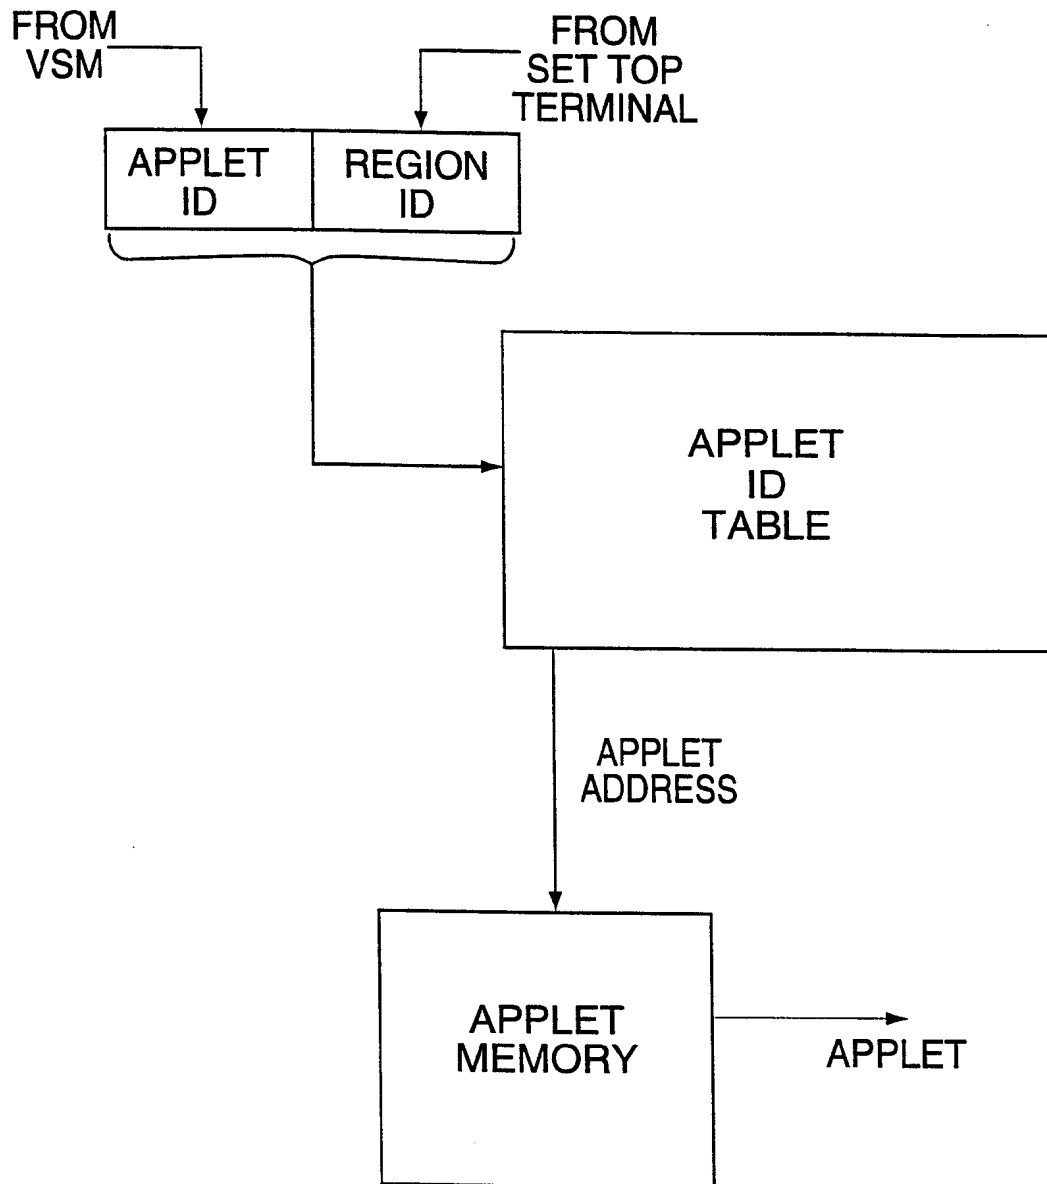 FROM
VSM
FROM
SET TOP
TERMINAL
APPLET
ID
REGION
ID
APPLET
ID
TABLE
APPLET
ADDRESS
APPLET
MEMORY
APPLET